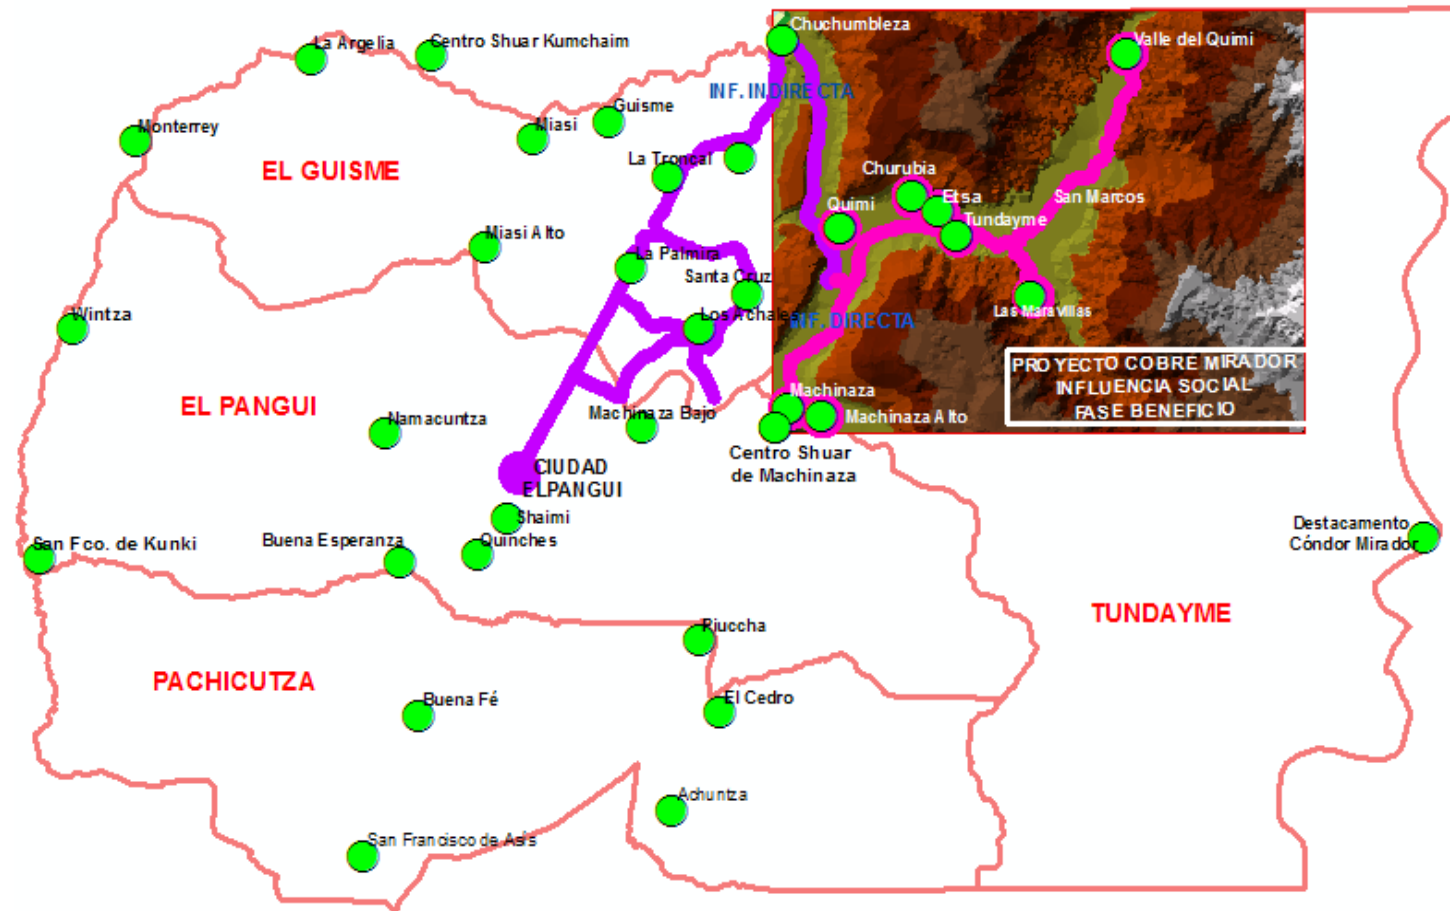 Chuchumbleza
La Argelia
Centro Shuar Kumchaim
Valle del Quimi
INF. INDIRECTA
Guisme
Monterrey
Miasi
La Troncal
EL GUISME
Churubia
Etsa
San Marcos
Quimi
Tundayme
Miasi Alto
La Palmira
Santa Cruz
Wintza
Los Achales
INF. DIRECTA
Las Maravillas
PROYECTO COBRE MIRADOR
INFLUENCIA SOCIAL
FASE BENEFICIO
EL PANGUI
Machinaza
Namacuntza
Machinaza Bajo
Machinaza Alto
Centro Shuar
de Machinaza
CIUDAD
ELPANGUI
Shaimi
Destacamento
Cóndor Mirador
San Fco. de Kunki
Buena Esperanza
Quinches
TUNDAYME
Piuccha
PACHICUTZA
Buena Fé
El Cedro
Achuntza
San Francisco de Asís